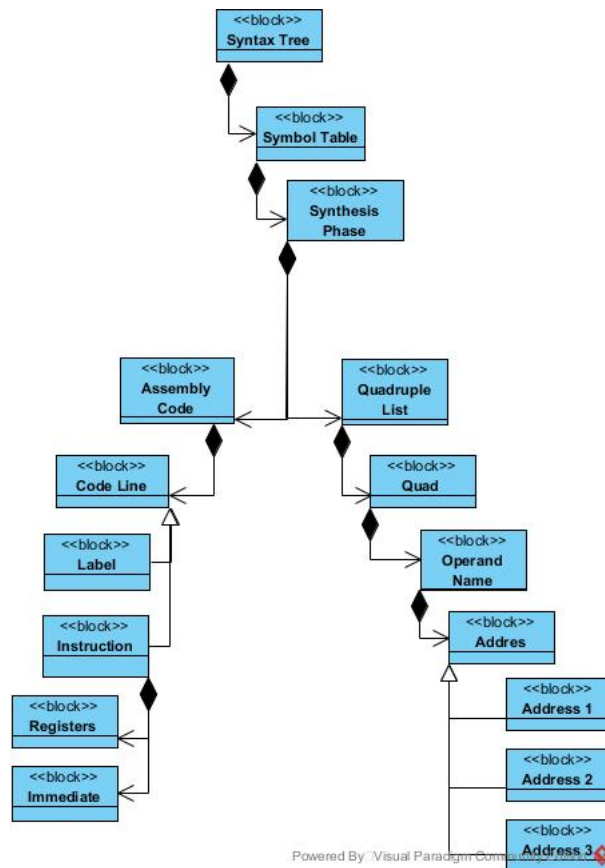 <<block>>
Syntax Tree
<<block>>
Symbol Table
<<block>>
Synthesis
Phase
<<block>>
Assembly
Code
<<block>>
Quadruple
List
<<block>>
Code Line
<<block>>
Quad
<<block>>
Label
<<block>>
Operand
Name
<<block>>
Instruction
<<block>>
Addres
<<block>>
Registers
<<block>>
Address 1
<<block>>
Immediate
<<block>>
Address 2
<<block>>
Address 3
Powered By Visual Paradigm Community